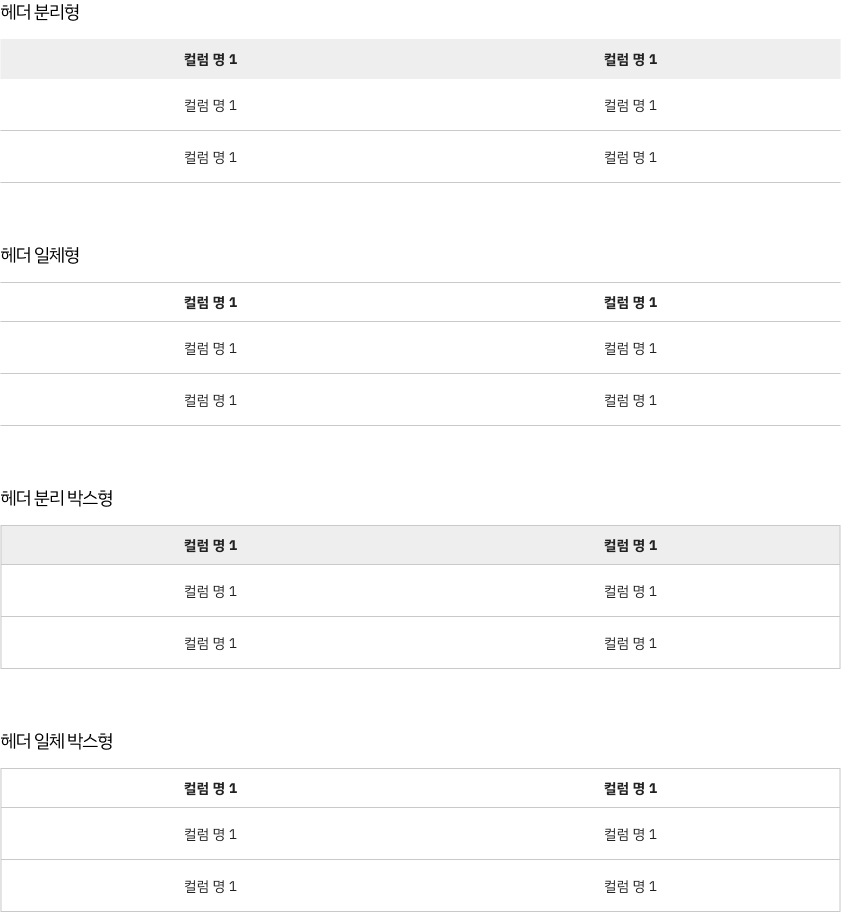 헤더 분리형
컬럼 명 1 컬럼 명 1
컬럼 명 1 컬럼 명 1
컬럼 명 1 컬럼 명 1
헤더 일체형
컬럼 명 1 컬럼 명 1
컬럼 명 1 컬럼 명 1
컬럼 명 1 컬럼 명 1
헤더 분리 박스형
컬럼 명 1 컬럼 명 1
컬럼 명 1 컬럼 명 1
컬럼 명 1 컬럼 명 1
헤더 일체 박스형
컬럼 명 1 컬럼 명 1
컬럼 명 1 컬럼 명 1
컬럼 명 1 컬럼 명 1